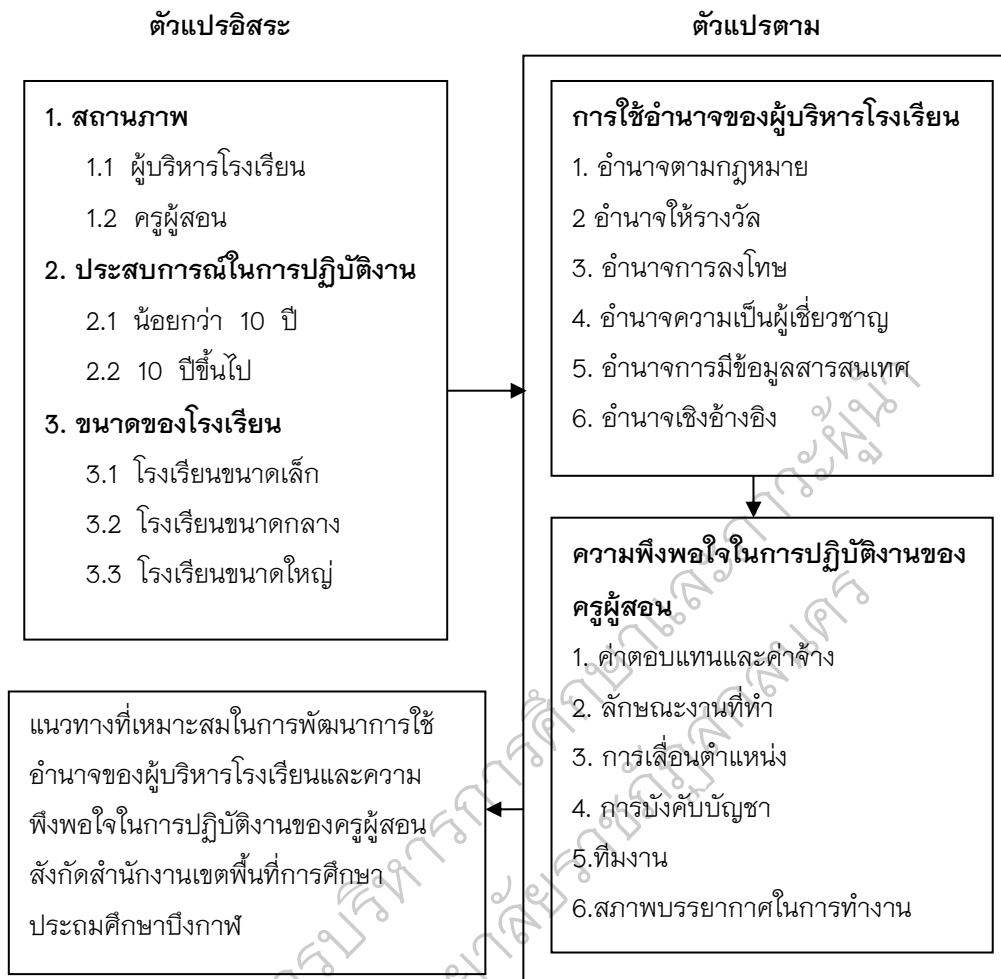 ตัวแปรอิสระ
ตัวแปรตาม
1. สถานภาพ
1.1 ผู้บริหารโรงเรียน
1.2 ครูผู้สอน
2. ประสบการณ์ในการปฏิบัติงาน
2.1 น้อยกว่า 10 ปี
2.2 10 ปีขึ้นไป
3. ขนาดของโรงเรียน
3.1 โรงเรียนขนาดเล็ก
3.2 โรงเรียนขนาดกลาง
3.3 โรงเรียนขนาดใหญ่
การใช้อำนาจของผู้บริหารโรงเรียน
1. อำนาจตามกฎหมาย
2 อำนาจให้รางวัล
3. อำนาจการลงโทษ
4. อำนาจความเป็นผู้เชี่ยวชาญ
5. อำนาจการมีข้อมูลสารสนเทศ
6. อำนาจเชิงอ้างอิง
ความพึงพอใจในการปฏิบัติงานของ
ครูผู้สอน
1. ค่าตอบแทนและค่าจ้าง
2. ลักษณะงานที่ทำ
3. การเลื่อนตำแหน่ง
4. การบังคับบัญชา
5.ทีมงาน
6.สภาพบรรยากาศในการทำงาน
แนวทางที่เหมาะสมในการพัฒนาการใช้
อำนาจของผู้บริหารโรงเรียนและความ
พึงพอใจในการปฏิบัติงานของครูผู้สอน
สังกัดสำนักงานเขตพื้นที่การศึกษา
ประถมศึกษาบึงกาฬ
การบริหารการศึกษาและภาวะผู้นำ